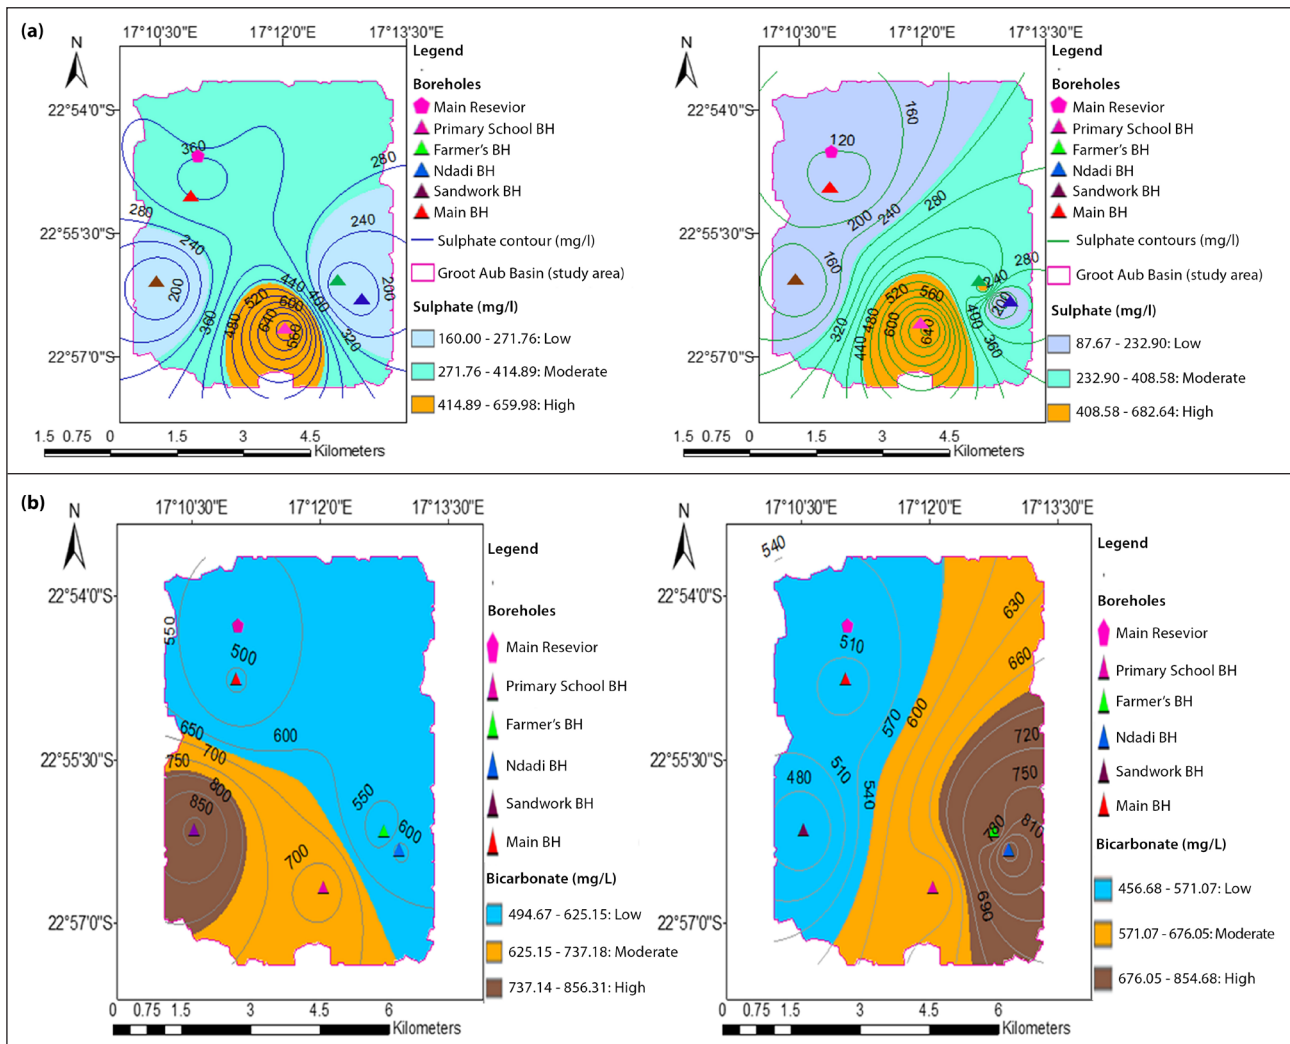 (a)
17°10'30"E 17°12'0"E 17°13'30"E
N
22°54'0"S
22°55'30"S
22°57'0"S
360
280
280
240
240
200
200
360
480
520
440
600
400
640
560
320
1.5 0.75 0 1.5 3 4.5
Kilometers
Legend
Boreholes
Main Resevior
Primary School BH
Farmer's BH
Ndadi BH
Sandwork BH
Main BH
Sulphate contour (mg/l)
Groot Aub Basin (study area)
Sulphate (mg/l)
160.00 - 271.76: Low
271.76 - 414.89: Moderate
414.89 - 659.98: High
17°10'30"E 17°12'0"E 17°13'30"E
N
22°54'0"S
22°55'30"S
22°57'0"S
160
120
280
200
240
160
280
240
200
520
560
480
600
640
320
440
400
360
1.5 0.75 0 1.5 3 4.5
Kilometers
Legend
Boreholes
Main Resevior
Primary School BH
Farmer's BH
Ndadi BH
Sandwork BH
Main BH
Sulphate contours (mg/l)
Groot Aub Basin (study area)
Sulphate (mg/l)
87.67 - 232.90: Low
232.90 - 408.58: Moderate
408.58 - 682.64: High
(b)
17°10'30"E 17°12'0"E 17°13'30"E
N
22°54'0"S
22°55'30"S
22°57'0"S
550
500
650
600
700
750
800
850
550
600
700
0 0.75 1.5 3 4.5 6
Kilometers
Legend
Boreholes
Main Resevior
Primary School BH
Farmer's BH
Ndadi BH
Sandwork BH
Main BH
Bicarbonate (mg/L)
494.67 - 625.15: Low
625.15 - 737.18: Moderate
737.14 - 856.31: High
17°10'30"E 17°12'0"E 17°13'30"E
N
22°54'0"S
22°55'30"S
22°57'0"S
540
630
510
660
600
570
720
510
480
750
540
780
810
690
0 0.75 1.5 3 4.5 6
Kilometers
Legend
Boreholes
Main Resevior
Primary School BH
Farmer's BH
Ndadi BH
Sandwork BH
Main BH
Bicarbonate (mg/L)
456.68 - 571.07: Low
571.07 - 676.05: Moderate
676.05 - 854.68: High